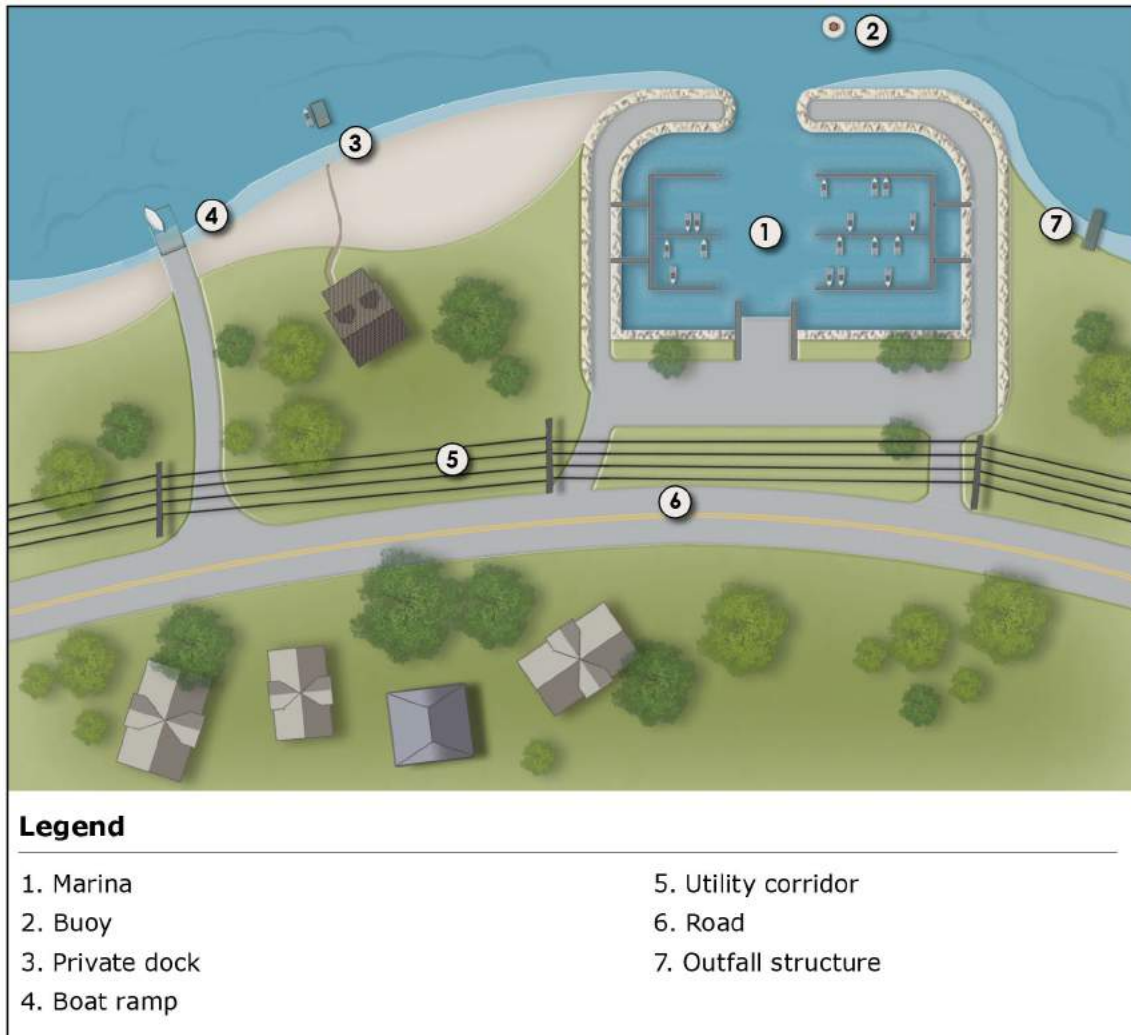 2
3
4
1
7
5
6
Legend
1. Marina
2. Buoy
3. Private dock
4. Boat ramp
5. Utility corridor
6. Road
7. Outfall structure